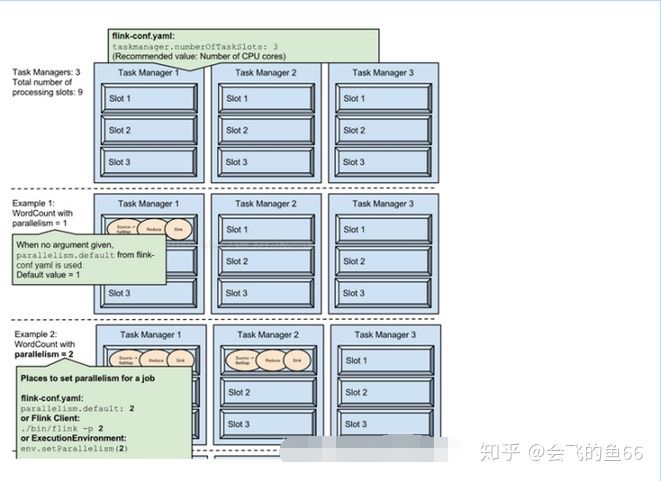 flink-conf.yaml:
taskmanager.numberOfTaskSlots: 3
(Recommended value: Number of CPU cores)
Task Managers: 3
Total number of
processing slots: 9
Task Manager 1
Slot 1
Slot 2
Slot 3
Task Manager 2
Slot 1
Slot 2
Slot 3
Task Manager 3
Slot 1
Slot 2
Slot 3
Example 1:
WordCount with
parallelism = 1
When no argument given,
parallelism.default from flink-
conf.yaml is used.
Default value = 1
Task Manager 1
Source →
flatMap
Reduce
Sink
Slot 3
Task Manager 2
Slot 1
Slot 2
Slot 3
Task Manager 3
Slot 1
Slot 2
Slot 3
Example 2:
WordCount with
parallelism = 2
Places to set parallelism for a job
flink-conf.yaml:
parallelism.default: 2
or Flink Client:
./bin/flink -p 2
or ExecutionEnvironment:
env.setParallelism(2)
Task Manager 1
Source →
flatMap
Reduce
Sink
Task Manager 2
Source →
flatMap
Reduce
Sink
Slot 2
Slot 3
Task Manager 3
Slot 1
Slot 2
Slot 3
知乎 @会飞的鱼66